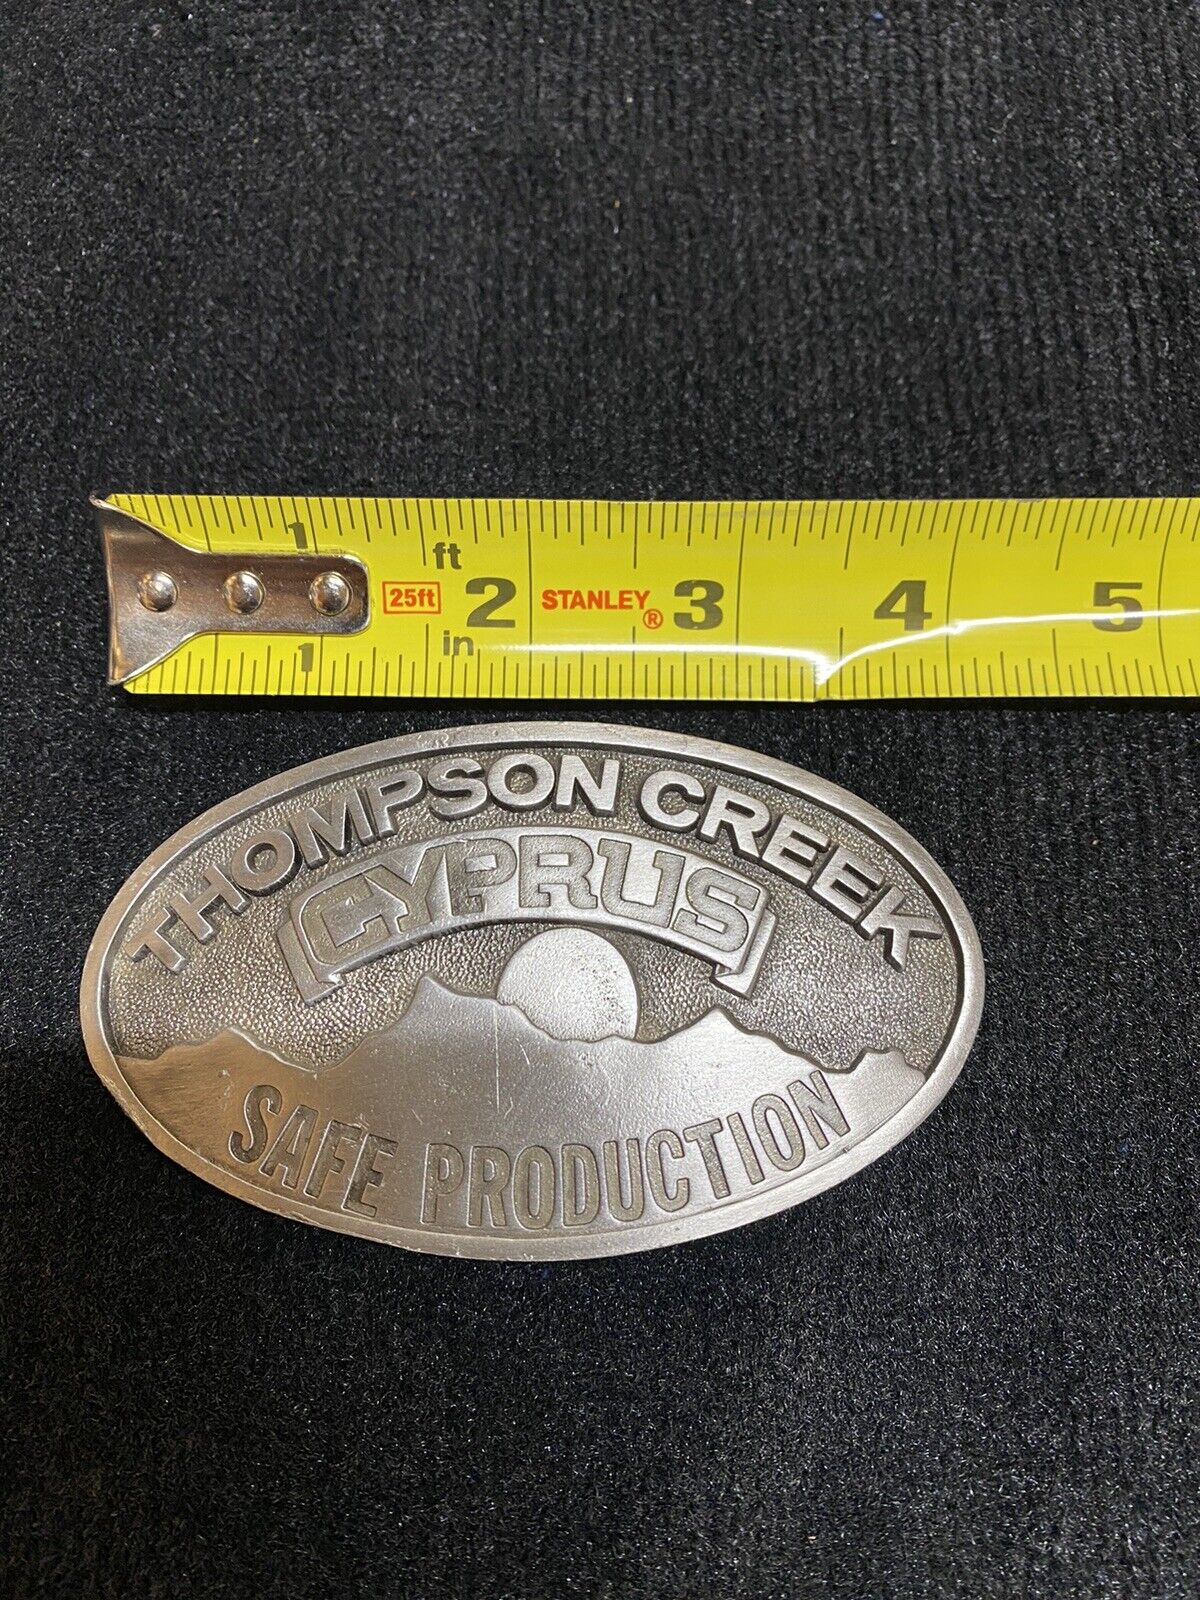 1 ft
25ft 2 STANLEY® 3 4 5
1 in
THOMPSON CREEK
CYPRUS
SAFE PRODUCTION